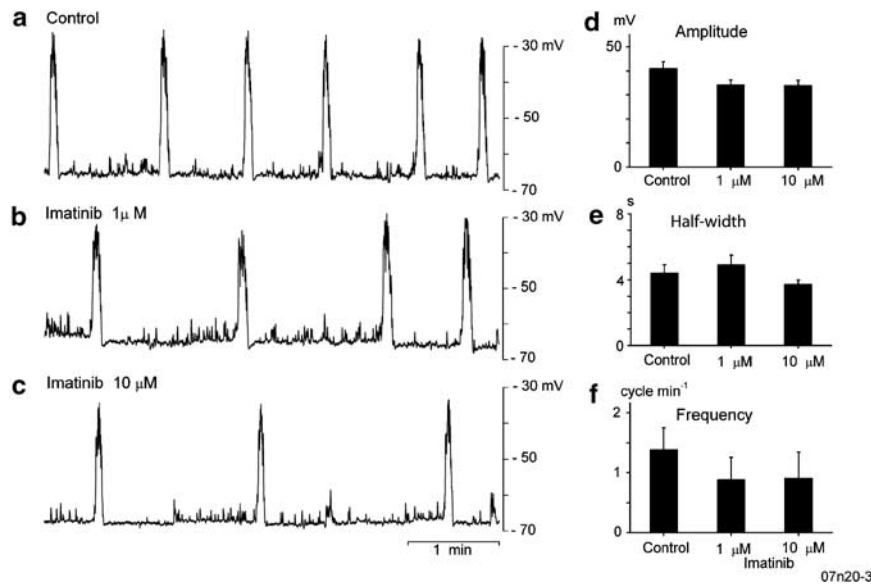 a
Control
- 30 mV
- 50
- 70
b
Imatinib 1μ M
- 30 mV
- 50
- 70
c
Imatinib 10 μM
- 30 mV
- 50
- 70
1 min
d
mV
Amplitude
50
0
Control 1 μM 10 μM
e
s
Half-width
8
4
0
Control 1 μM 10 μM
f
cycle min⁻¹
Frequency
2
1
0
Control 1 μM 10 μM
Imatinib
07n20-3